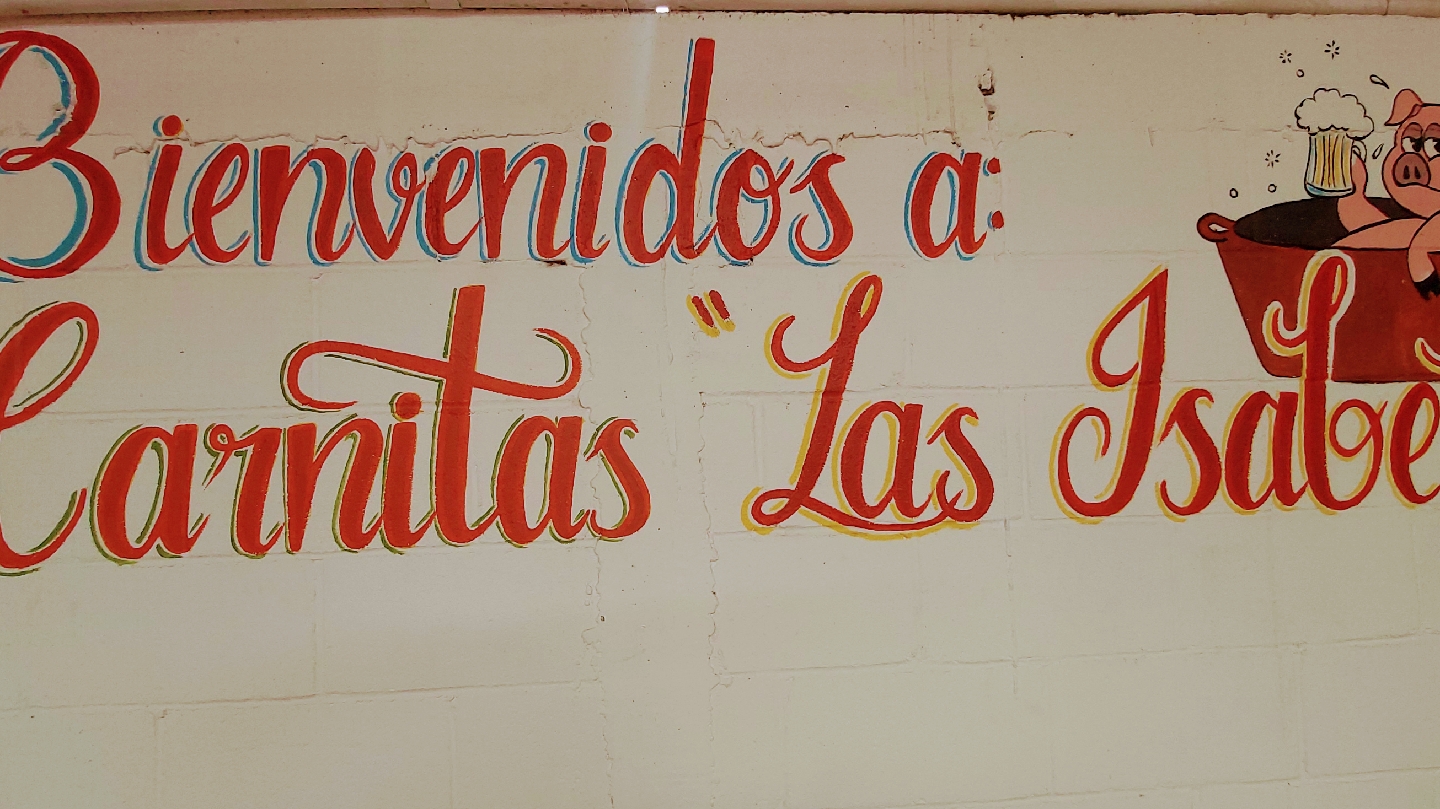 Bienvenidos a:
Carnitas "Las Isabe